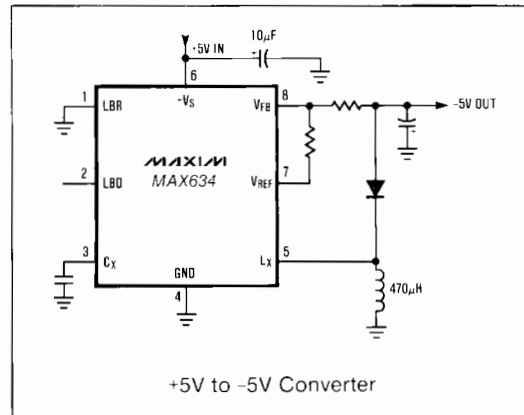 10µF
+5V IN
6
1 LBR
+VS
VFB 8
-5V OUT
MAXIM
MAX634
2 LBD
VREF 7
3 CX
LX 5
GND
4
470µH
+5V to -5V Converter